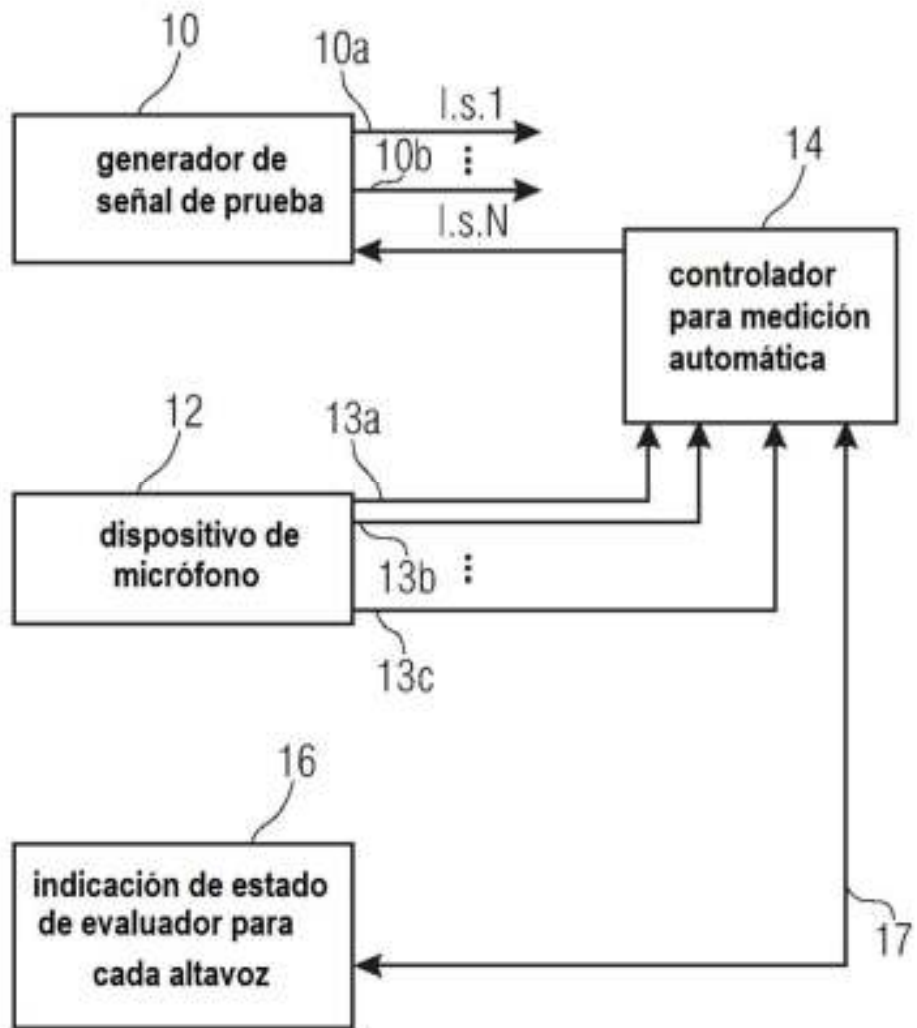 10
10a
l.s.1
generador de
señal de prueba
10b
l.s.N
14
controlador
para medición
automática
12
13a
dispositivo de
micrófono
13b
13c
16
indicación de estado
de evaluador para
cada altavoz
17